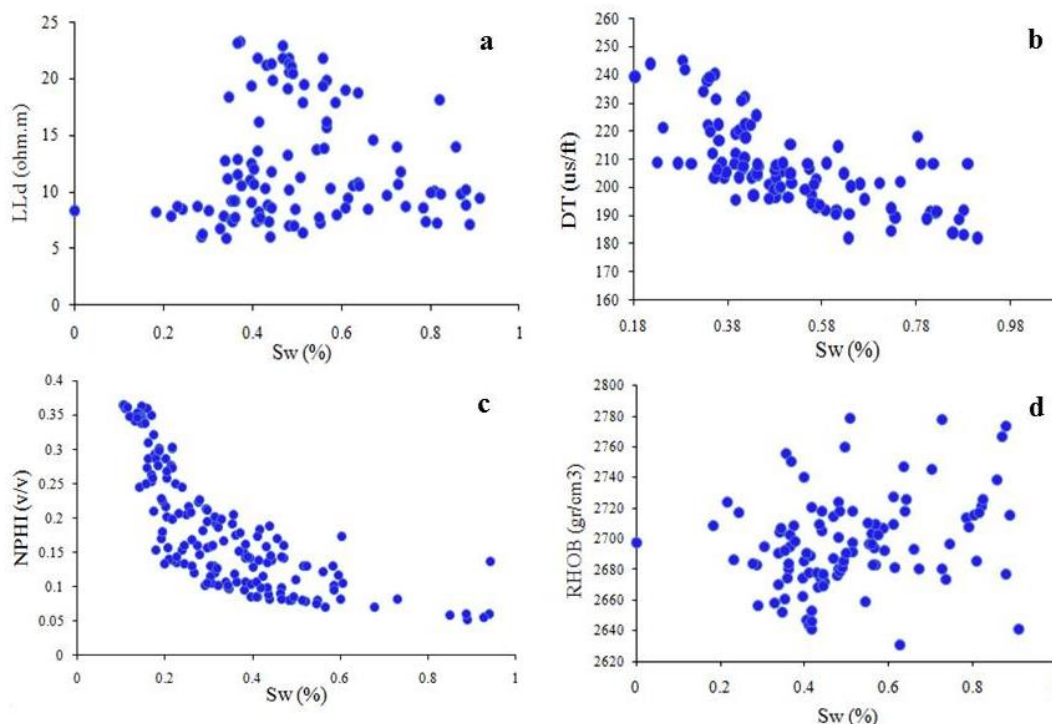 a
25
20
15
10
5
0
LLd (ohm.m)
0 0.2 0.4 0.6 0.8 1
Sw (%)
b
260
250
240
230
220
210
200
190
180
170
160
DT (us/ft)
0.18 0.38 0.58 0.78 0.98
Sw (%)
c
0.4
0.35
0.3
0.25
0.2
0.15
0.1
0.05
0
NPHI (v/v)
0 0.2 0.4 0.6 0.8 1
Sw (%)
d
2800
2780
2760
2740
2720
2700
2680
2660
2640
2620
RHOB (gr/cm3)
0 0.2 0.4 0.6 0.8
Sw (%)